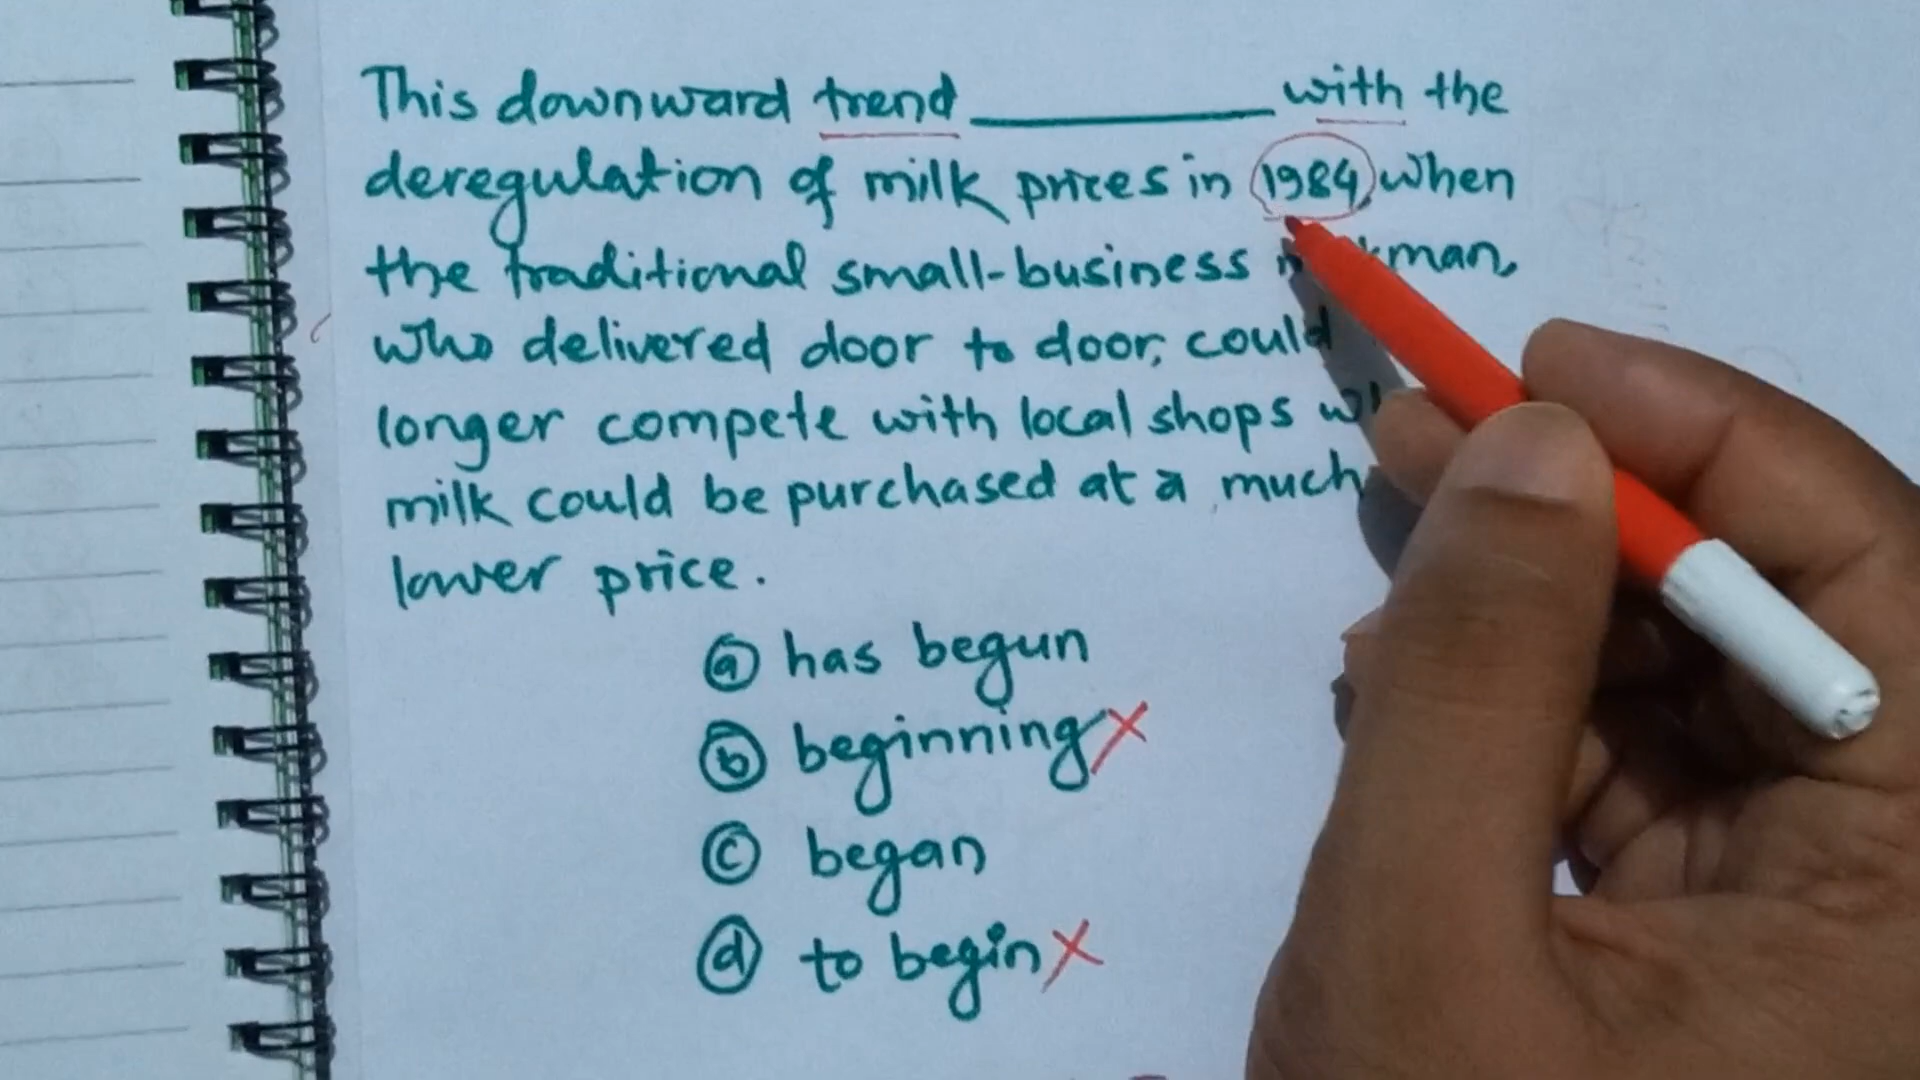 This downward trend __________ with the
deregulation of milk prices in 1984, when
the traditional small-business man,
who delivered door to door, could
longer compete with local shops
milk could be purchased at a much
lower price.
ⓐ has begun
ⓑ beginning X
ⓒ began
ⓓ to begin X